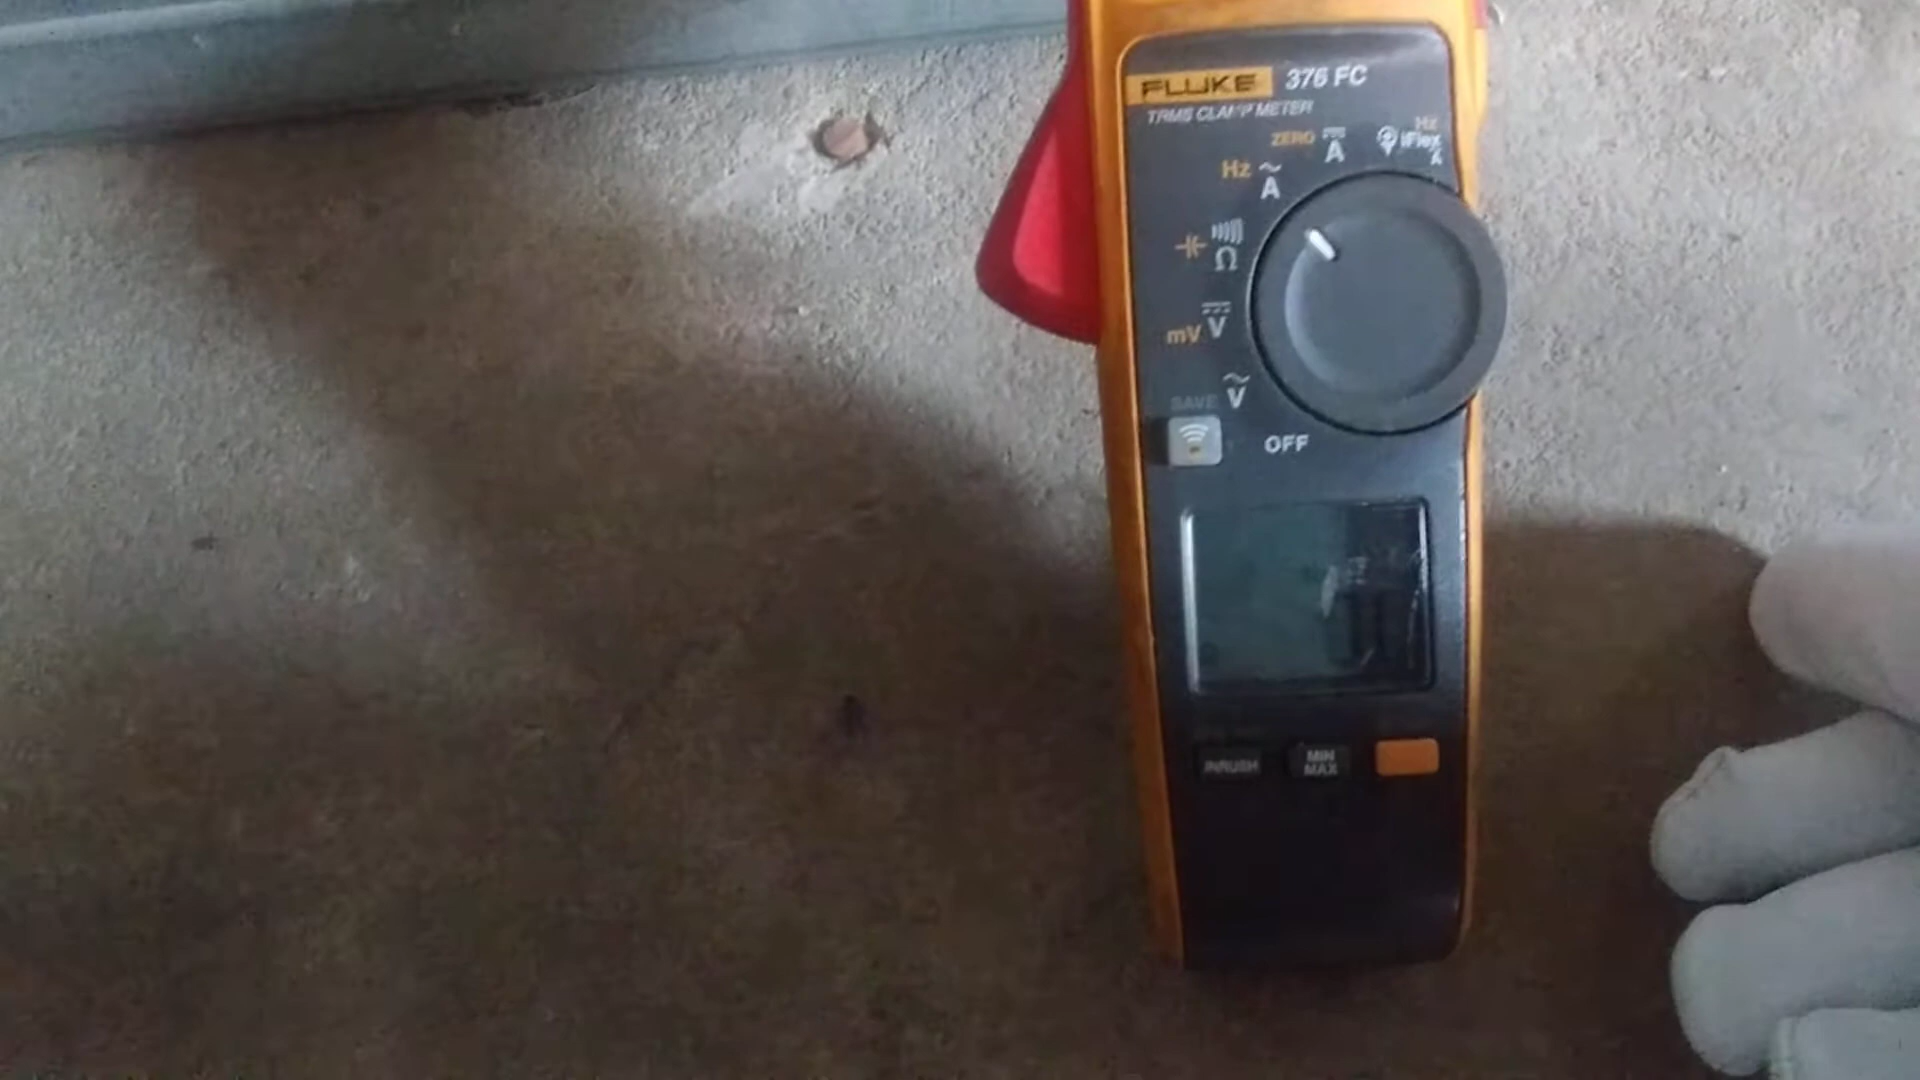 FLUKE 376 FC
TRMS CLAMP METER
ZERO A
Hz
iFlex
A
Hz A
Ω
mV V
V
SAVE
OFF
INRUSH
MIN
MAX